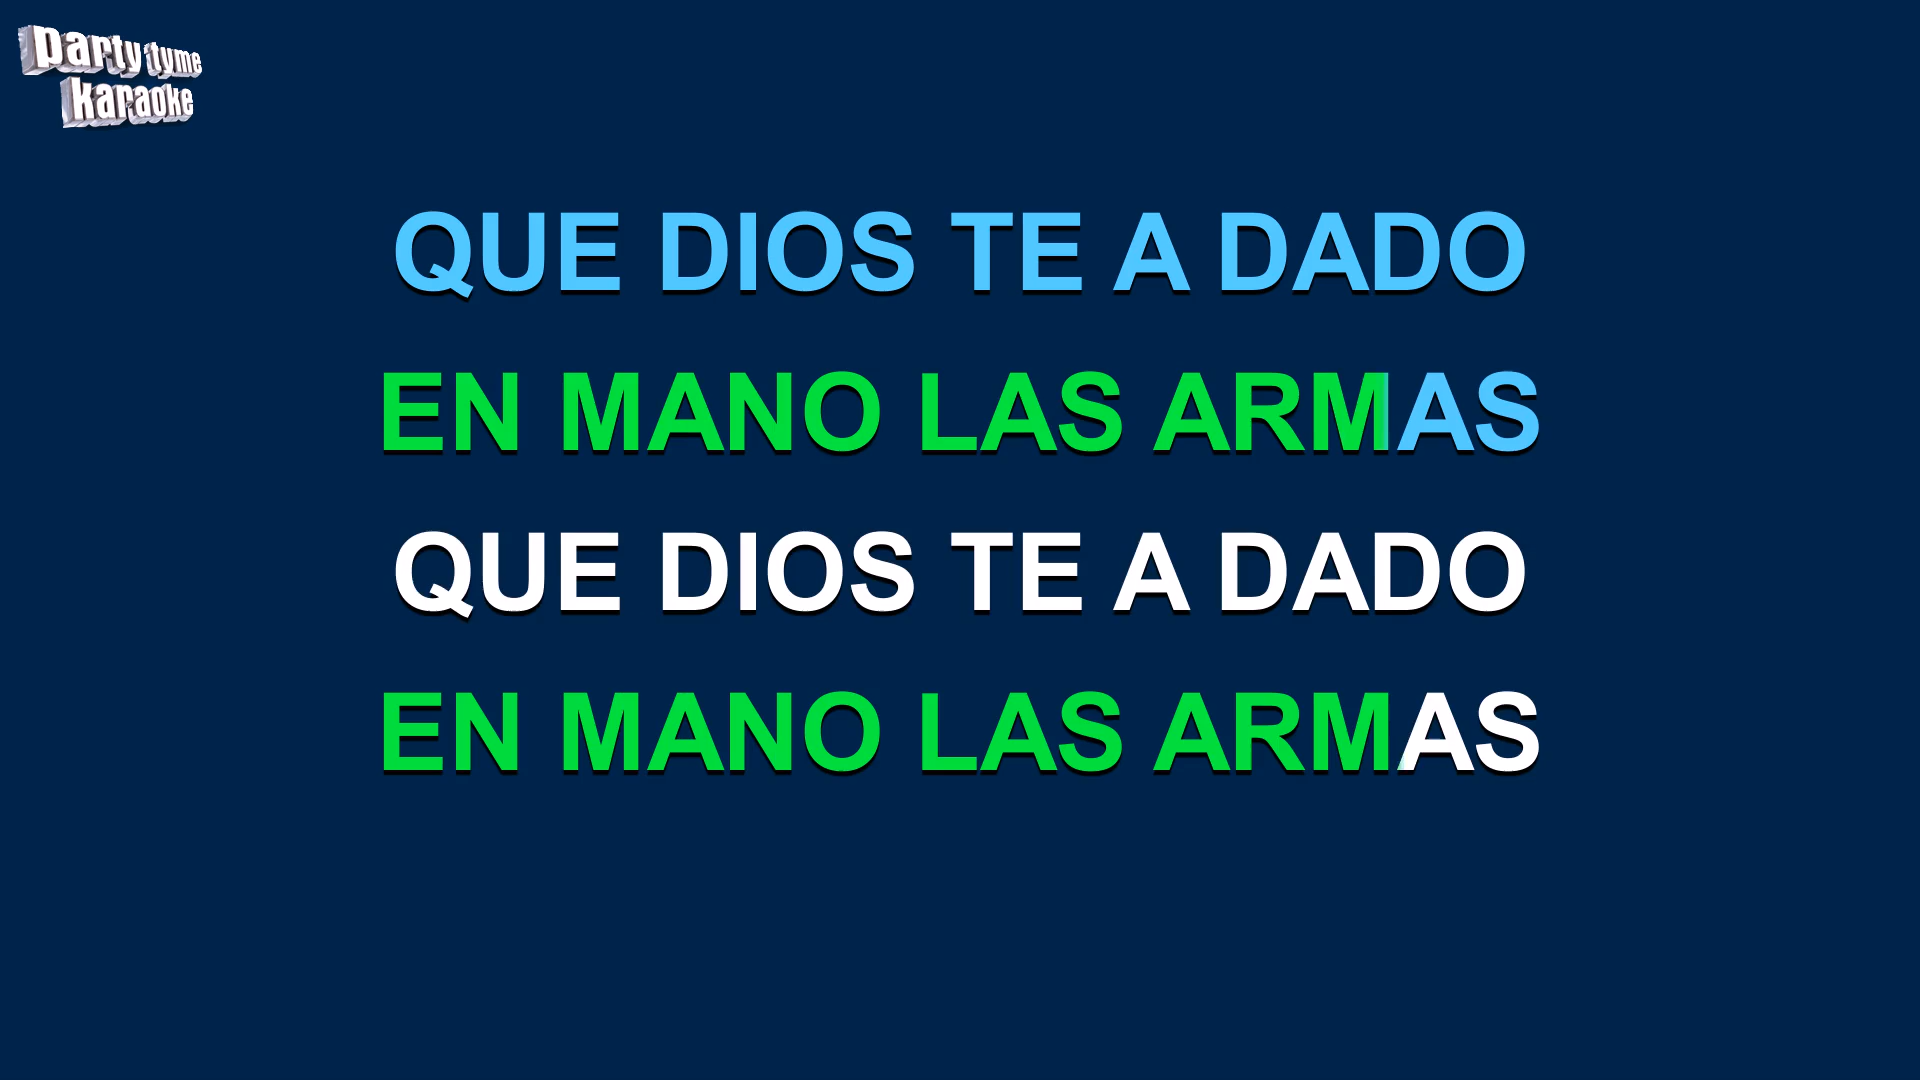 party tyme
karaoke
QUE DIOS TE A DADO
EN MANO LAS ARMAS
QUE DIOS TE A DADO
EN MANO LAS ARMAS